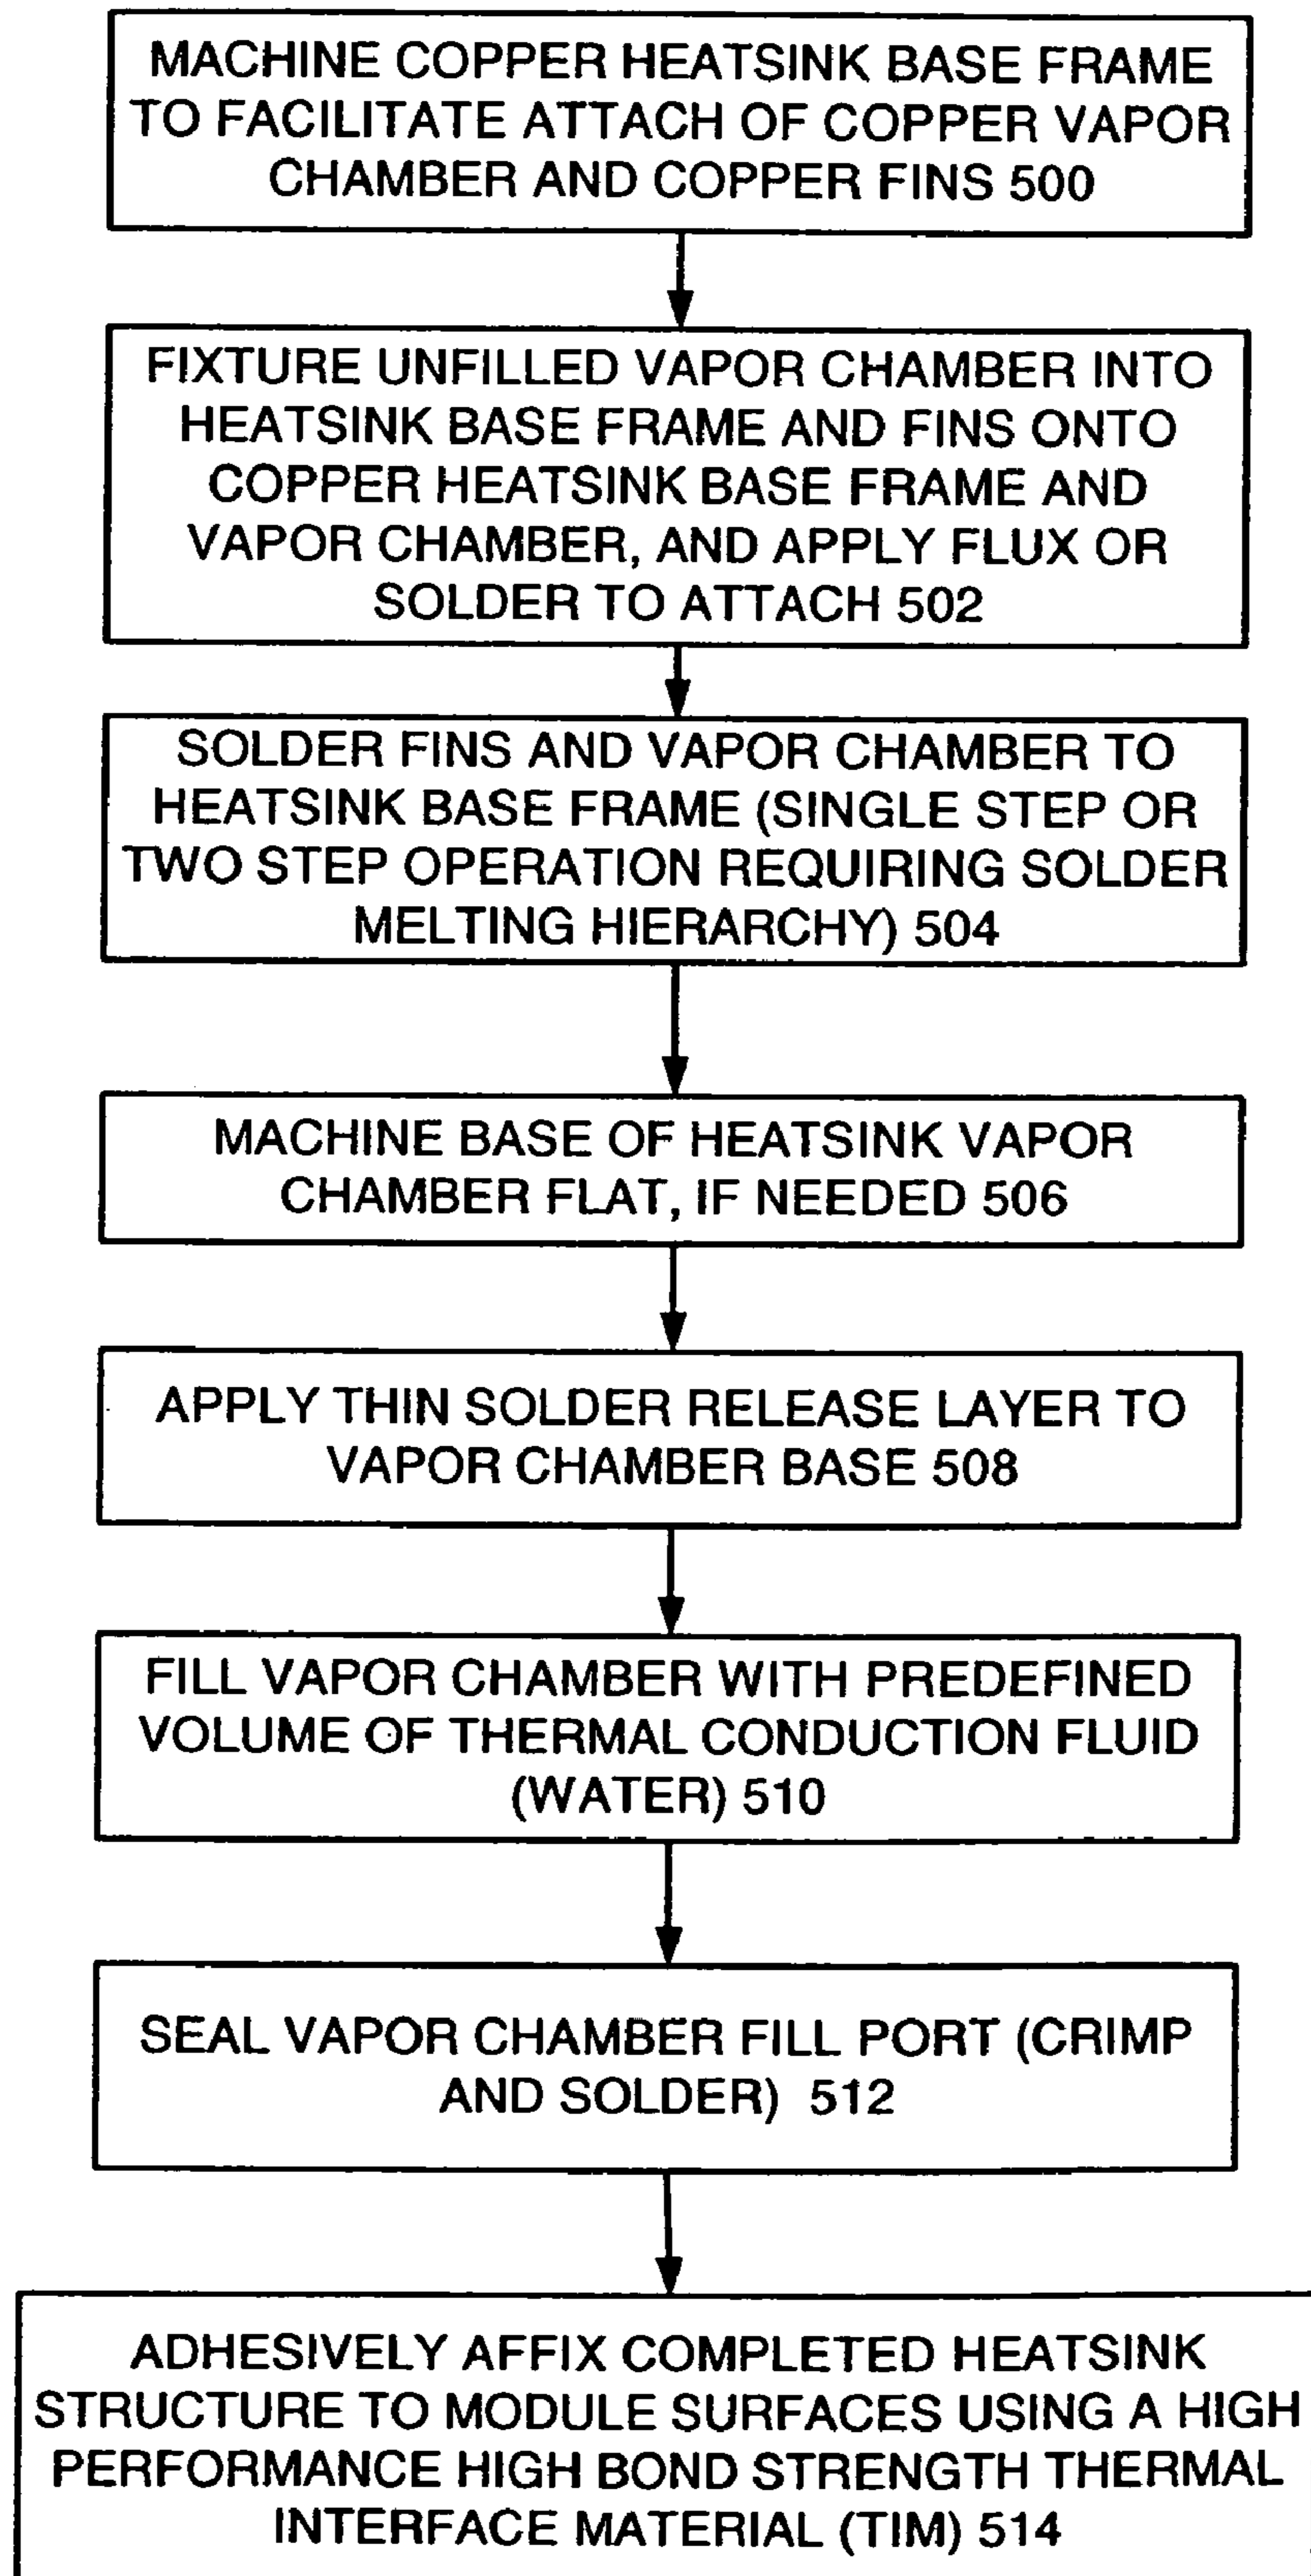 MACHINE COPPER HEATSINK BASE FRAME
TO FACILITATE ATTACH OF COPPER VAPOR
CHAMBER AND COPPER FINS 500
FIXTURE UNFILLED VAPOR CHAMBER INTO
HEATSINK BASE FRAME AND FINS ONTO
COPPER HEATSINK BASE FRAME AND
VAPOR CHAMBER, AND APPLY FLUX OR
SOLDER TO ATTACH 502
SOLDER FINS AND VAPOR CHAMBER TO
HEATSINK BASE FRAME (SINGLE STEP OR
TWO STEP OPERATION REQUIRING SOLDER
MELTING HIERARCHY) 504
MACHINE BASE OF HEATSINK VAPOR
CHAMBER FLAT, IF NEEDED 506
APPLY THIN SOLDER RELEASE LAYER TO
VAPOR CHAMBER BASE 508
FILL VAPOR CHAMBER WITH PREDEFINED
VOLUME OF THERMAL CONDUCTION FLUID
(WATER) 510
SEAL VAPOR CHAMBER FILL PORT (CRIMP
AND SOLDER) 512
ADHESIVELY AFFIX COMPLETED HEATSINK
STRUCTURE TO MODULE SURFACES USING A HIGH
PERFORMANCE HIGH BOND STRENGTH THERMAL
INTERFACE MATERIAL (TIM) 514